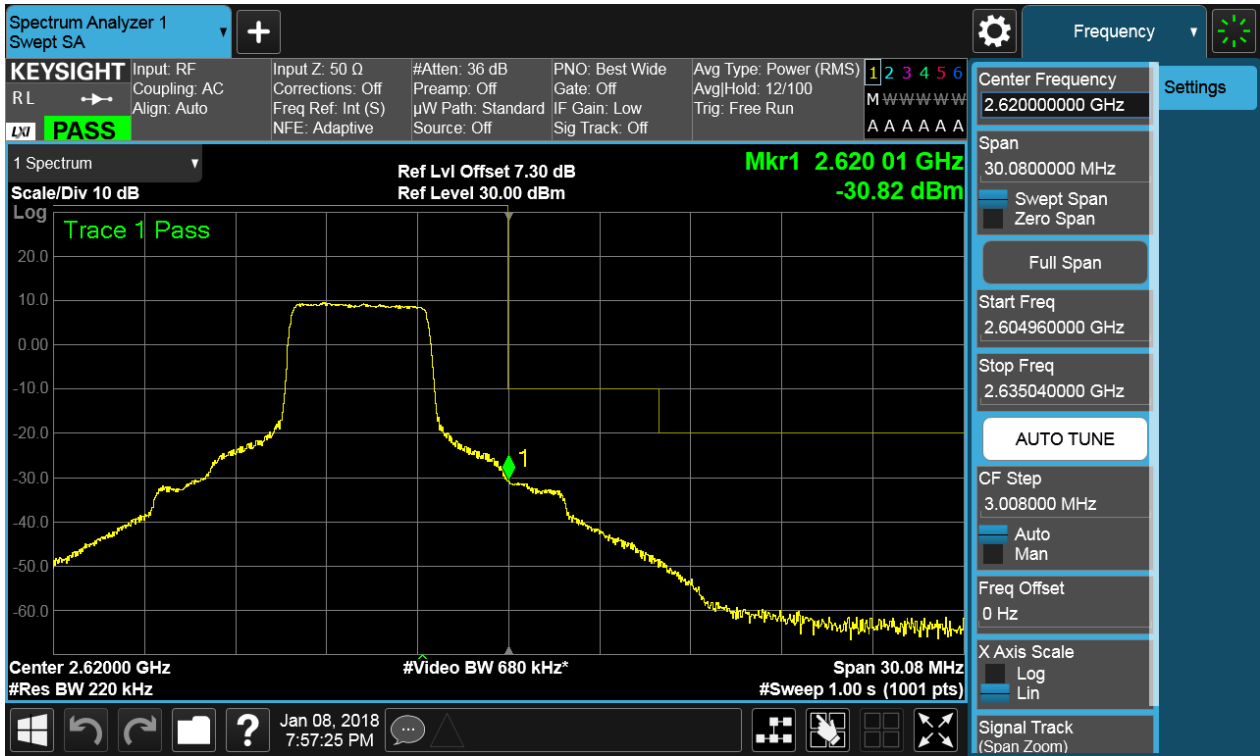 Spectrum Analyzer 1
Swept SA
+
Frequency
KEYSIGHT
R L
LXI
PASS
Input: RF
Coupling: AC
Align: Auto
Input Z: 50 Ω
Corrections: Off
Freq Ref: Int (S)
NFE: Adaptive
#Atten: 36 dB
Preamp: Off
µW Path: Standard
Source: Off
PNO: Best Wide
Gate: Off
IF Gain: Low
Sig Track: Off
Avg Type: Power (RMS)
Avg|Hold: 12/100
Trig: Free Run
1 2 3 4 5 6
M W W W W W
A A A A A A
1 Spectrum
Scale/Div 10 dB
Ref Lvl Offset 7.30 dB
Ref Level 30.00 dBm
Mkr1 2.620 01 GHz
-30.82 dBm
Log
Trace 1 Pass
20.0
10.0
0.00
-10.0
-20.0
-30.0
-40.0
-50.0
-60.0
1
Center 2.62000 GHz
#Res BW 220 kHz
#Video BW 680 kHz*
Span 30.08 MHz
#Sweep 1.00 s (1001 pts)
Center Frequency
2.620000000 GHz
Span
30.0800000 MHz
Swept Span
Zero Span
Full Span
Start Freq
2.604960000 GHz
Stop Freq
2.635040000 GHz
AUTO TUNE
CF Step
3.008000 MHz
Auto
Man
Freq Offset
0 Hz
X Axis Scale
Log
Lin
Signal Track
(Span Zoom)
Settings
?
Jan 08, 2018
7:57:25 PM